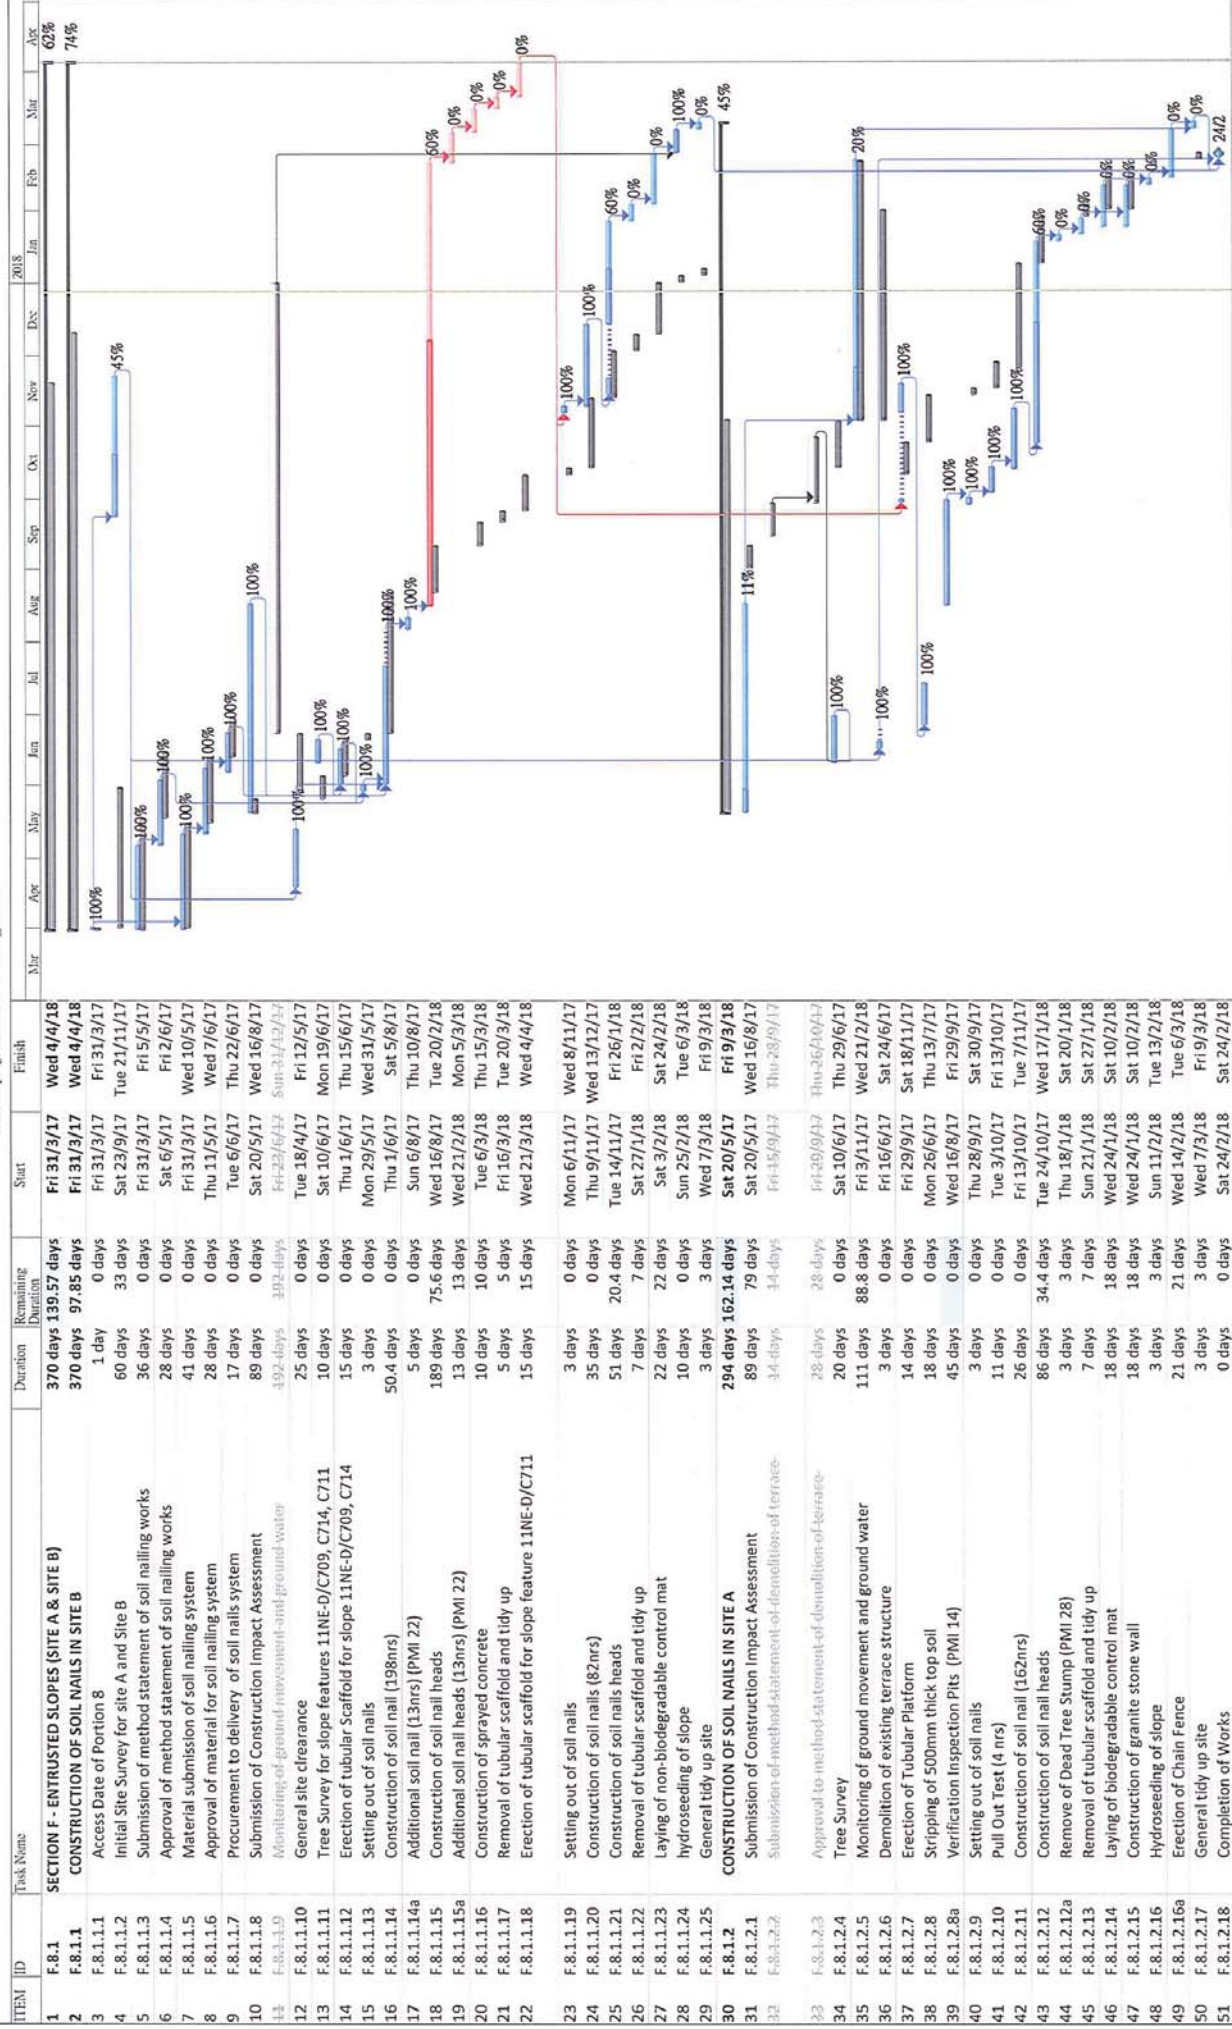 ITEM ID Task Name Duration Remaining Duration Start Finish Mar Apr May Jun Jul Aug Sep Oct Nov Dec 2018 Jan Feb Mar Apr
1 F.8.1 SECTION F - ENTRUSTED SLOPES (SITE A & SITE B) 370 days 139.57 days Fri 31/3/17 Wed 4/4/18 62%
2 F.8.1.1 CONSTRUCTION OF SOIL NAILS IN SITE B 370 days 97.85 days Fri 31/3/17 Wed 4/4/18 74%
3 F.8.1.1.1 Access Date of Portion 8 1 day 0 days Fri 31/3/17 Fri 31/3/17 100%
4 F.8.1.1.2 Initial Site Survey for site A and Site B 60 days 33 days Sat 23/9/17 Tue 21/11/17 45%
5 F.8.1.1.3 Submission of method statement of soil nailing works 36 days 0 days Fri 31/3/17 Fri 5/5/17 100%
6 F.8.1.1.4 Approval of method statement of soil nailing works 28 days 0 days Sat 6/5/17 Fri 2/6/17 100%
7 F.8.1.1.5 Material submission of soil nailing system 41 days 0 days Fri 31/3/17 Wed 10/5/17 100%
8 F.8.1.1.6 Approval of material for soil nailing system 28 days 0 days Thu 11/5/17 Wed 7/6/17 100%
9 F.8.1.1.7 Procurement to delivery of soil nails system 17 days 0 days Tue 6/6/17 Thu 22/6/17 100%
10 F.8.1.1.8 Submission of Construction Impact Assessment 89 days 0 days Sat 20/5/17 Wed 16/8/17 100%
11 F.8.1.1.9 Monitoring of ground movement and ground water 192 days 192 days Fri 23/6/17 Sun 31/12/17
12 F.8.1.1.10 General site clrearance 25 days 0 days Tue 18/4/17 Fri 12/5/17 100%
13 F.8.1.1.11 Tree Survey for slope features 11NE-D/C709, C714, C711 10 days 0 days Sat 10/6/17 Mon 19/6/17 100%
14 F.8.1.1.12 Erection of tubular Scaffold for slope 11NE-D/C709, C714 15 days 0 days Thu 1/6/17 Thu 15/6/17 100%
15 F.8.1.1.13 Setting out of soil nails 3 days 0 days Mon 29/5/17 Wed 31/5/17 100%
16 F.8.1.1.14 Construction of soil nail (198nrs) 50.4 days 0 days Thu 1/6/17 Sat 5/8/17 100%
17 F.8.1.1.14a Additional soil nail (13nrs) (PMI 22) 5 days 0 days Sun 6/8/17 Thu 10/8/17 100%
18 F.8.1.1.15 Construction of soil nail heads 189 days 75.6 days Wed 16/8/17 Tue 20/2/18 60%
19 F.8.1.1.15a Additional soil nail heads (13nrs) (PMI 22) 13 days 13 days Wed 21/2/18 Mon 5/3/18 0%
20 F.8.1.1.16 Construction of sprayed concrete 10 days 10 days Tue 6/3/18 Thu 15/3/18 0%
21 F.8.1.1.17 Removal of tubular scaffold and tidy up 5 days 5 days Fri 16/3/18 Tue 20/3/18 0%
22 F.8.1.1.18 Erection of tubular scaffold for slope feature 11NE-D/C711 15 days 15 days Wed 21/3/18 Wed 4/4/18 0%
23 F.8.1.1.19 Setting out of soil nails 3 days 0 days Mon 6/11/17 Wed 8/11/17 100%
24 F.8.1.1.20 Construction of soil nails (82nrs) 35 days 0 days Thu 9/11/17 Wed 13/12/17 100%
25 F.8.1.1.21 Construction of soil nails heads 51 days 20.4 days Tue 14/11/17 Fri 26/1/18 60%
26 F.8.1.1.22 Removal of tubular scaffold and tidy up 7 days 7 days Sat 27/1/18 Fri 2/2/18 0%
27 F.8.1.1.23 Laying of non-biodegradable control mat 22 days 22 days Sat 3/2/18 Sat 24/2/18 0%
28 F.8.1.1.24 hydroseeding of slope 10 days 0 days Sun 25/2/18 Tue 6/3/18 100%
29 F.8.1.1.25 General tidy up site 3 days 3 days Wed 7/3/18 Fri 9/3/18 0%
30 F.8.1.2 CONSTRUCTION OF SOIL NAILS IN SITE A 294 days 162.14 days Sat 20/5/17 Fri 9/3/18 45%
31 F.8.1.2.1 Submission of Construction Impact Assessment 89 days 79 days Sat 20/5/17 Wed 16/8/17 11%
32 F.8.1.2.2 Submission of method statement of demolition of terrace 14 days 14 days Fri 15/9/17 Thu 28/9/17
33 F.8.1.2.3 Approval to method statement of demolition of terrace 28 days 28 days Fri 29/9/17 Thu 26/10/17
34 F.8.1.2.4 Tree Survey 20 days 0 days Sat 10/6/17 Thu 29/6/17 100%
35 F.8.1.2.5 Monitoring of ground movement and ground water 111 days 88.8 days Fri 3/11/17 Wed 21/2/18 20%
36 F.8.1.2.6 Demolition of existing terrace structure 3 days 0 days Fri 16/6/17 Sat 24/6/17 100%
37 F.8.1.2.7 Erection of Tubular Platform 14 days 0 days Fri 29/9/17 Sat 18/11/17 100%
38 F.8.1.2.8 Stripping of 500mm thick top soil 18 days 0 days Mon 26/6/17 Thu 13/7/17 100%
39 F.8.1.2.8a Verification Inspection Pits (PMI 14) 45 days 0 days Wed 16/8/17 Fri 29/9/17 100%
40 F.8.1.2.9 Setting out of soil nails 3 days 0 days Thu 28/9/17 Sat 30/9/17 100%
41 F.8.1.2.10 Pull Out Test (4 nrs) 11 days 0 days Tue 3/10/17 Fri 13/10/17 100%
42 F.8.1.2.11 Construction of soil nail (162nrs) 26 days 0 days Fri 13/10/17 Tue 7/11/17 100%
43 F.8.1.2.12 Construction of soil nail heads 86 days 34.4 days Tue 24/10/17 Wed 17/1/18 60%
44 F.8.1.2.12a Remove of Dead Tree Stump (PMI 28) 3 days 3 days Thu 18/1/18 Sat 20/1/18 0%
45 F.8.1.2.13 Removal of tubular scaffold and tidy up 7 days 7 days Sun 21/1/18 Sat 27/1/18 0%
46 F.8.1.2.14 Laying of biodegradable control mat 18 days 18 days Wed 24/1/18 Sat 10/2/18 0%
47 F.8.1.2.15 Construction of granite stone wall 18 days 18 days Wed 24/1/18 Sat 10/2/18 0%
48 F.8.1.2.16 Hydroseeding of slope 3 days 3 days Sun 11/2/18 Tue 13/2/18 0%
49 F.8.1.2.16a Erection of Chain Fence 21 days 21 days Wed 14/2/18 Tue 6/3/18 0%
50 F.8.1.2.17 General tidy up site 3 days 3 days Wed 7/3/18 Fri 9/3/18 0%
51 F.8.1.2.18 Completion of Works 0 days 0 days Sat 24/2/18 Sat 24/2/18 24/2